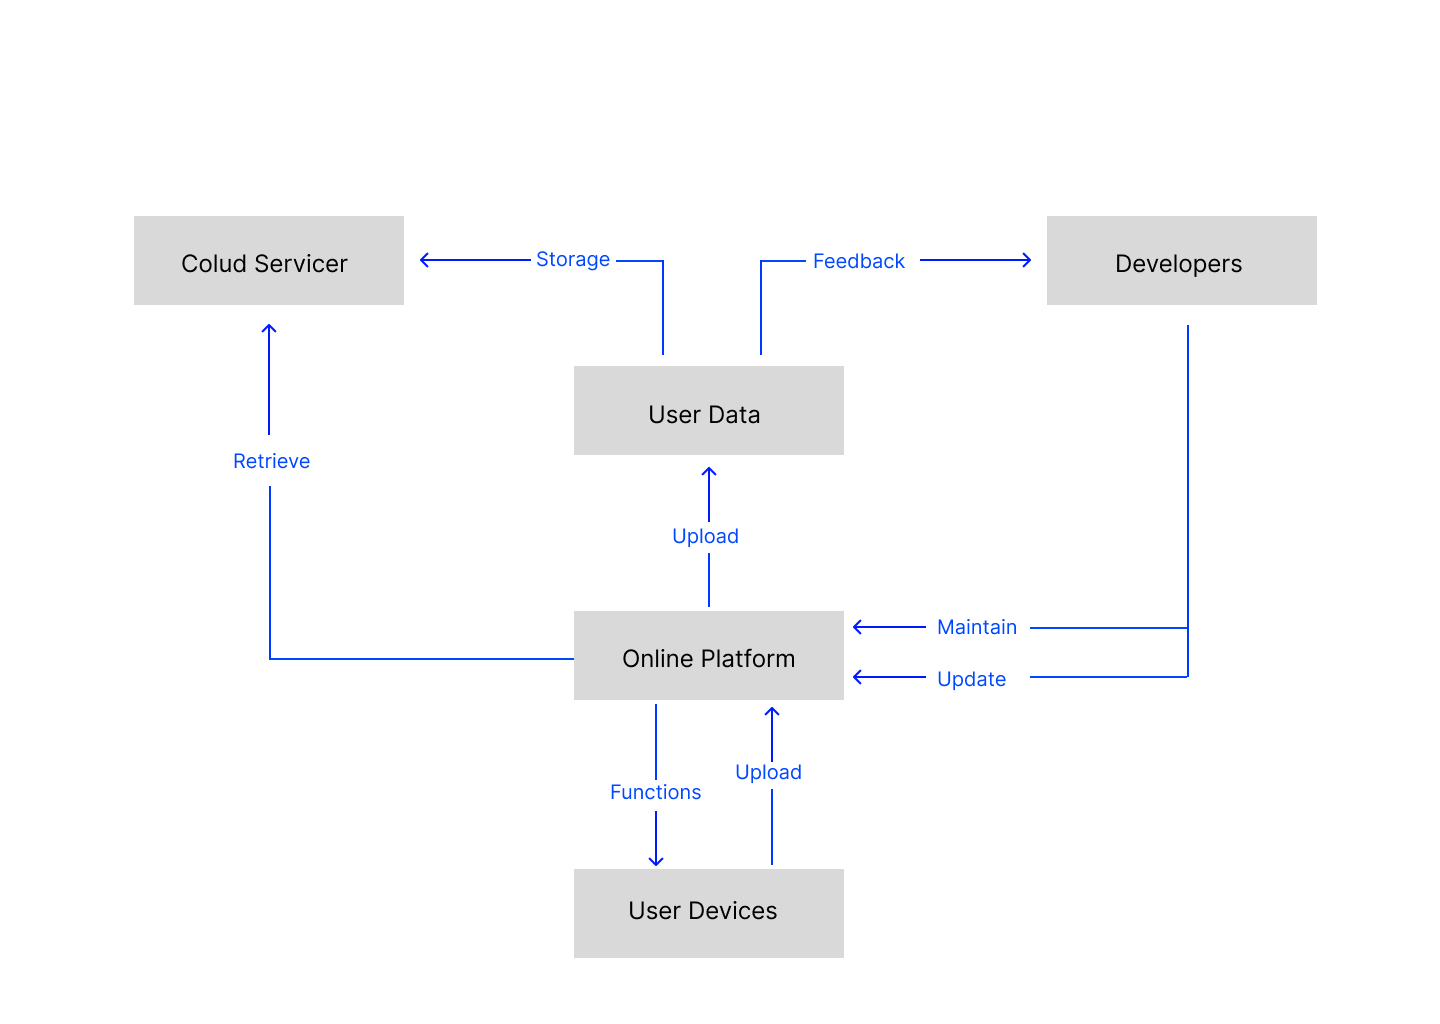 Colud Servicer
Storage
Feedback
Developers
User Data
Retrieve
Upload
Online Platform
Maintain
Update
Functions
Upload
User Devices